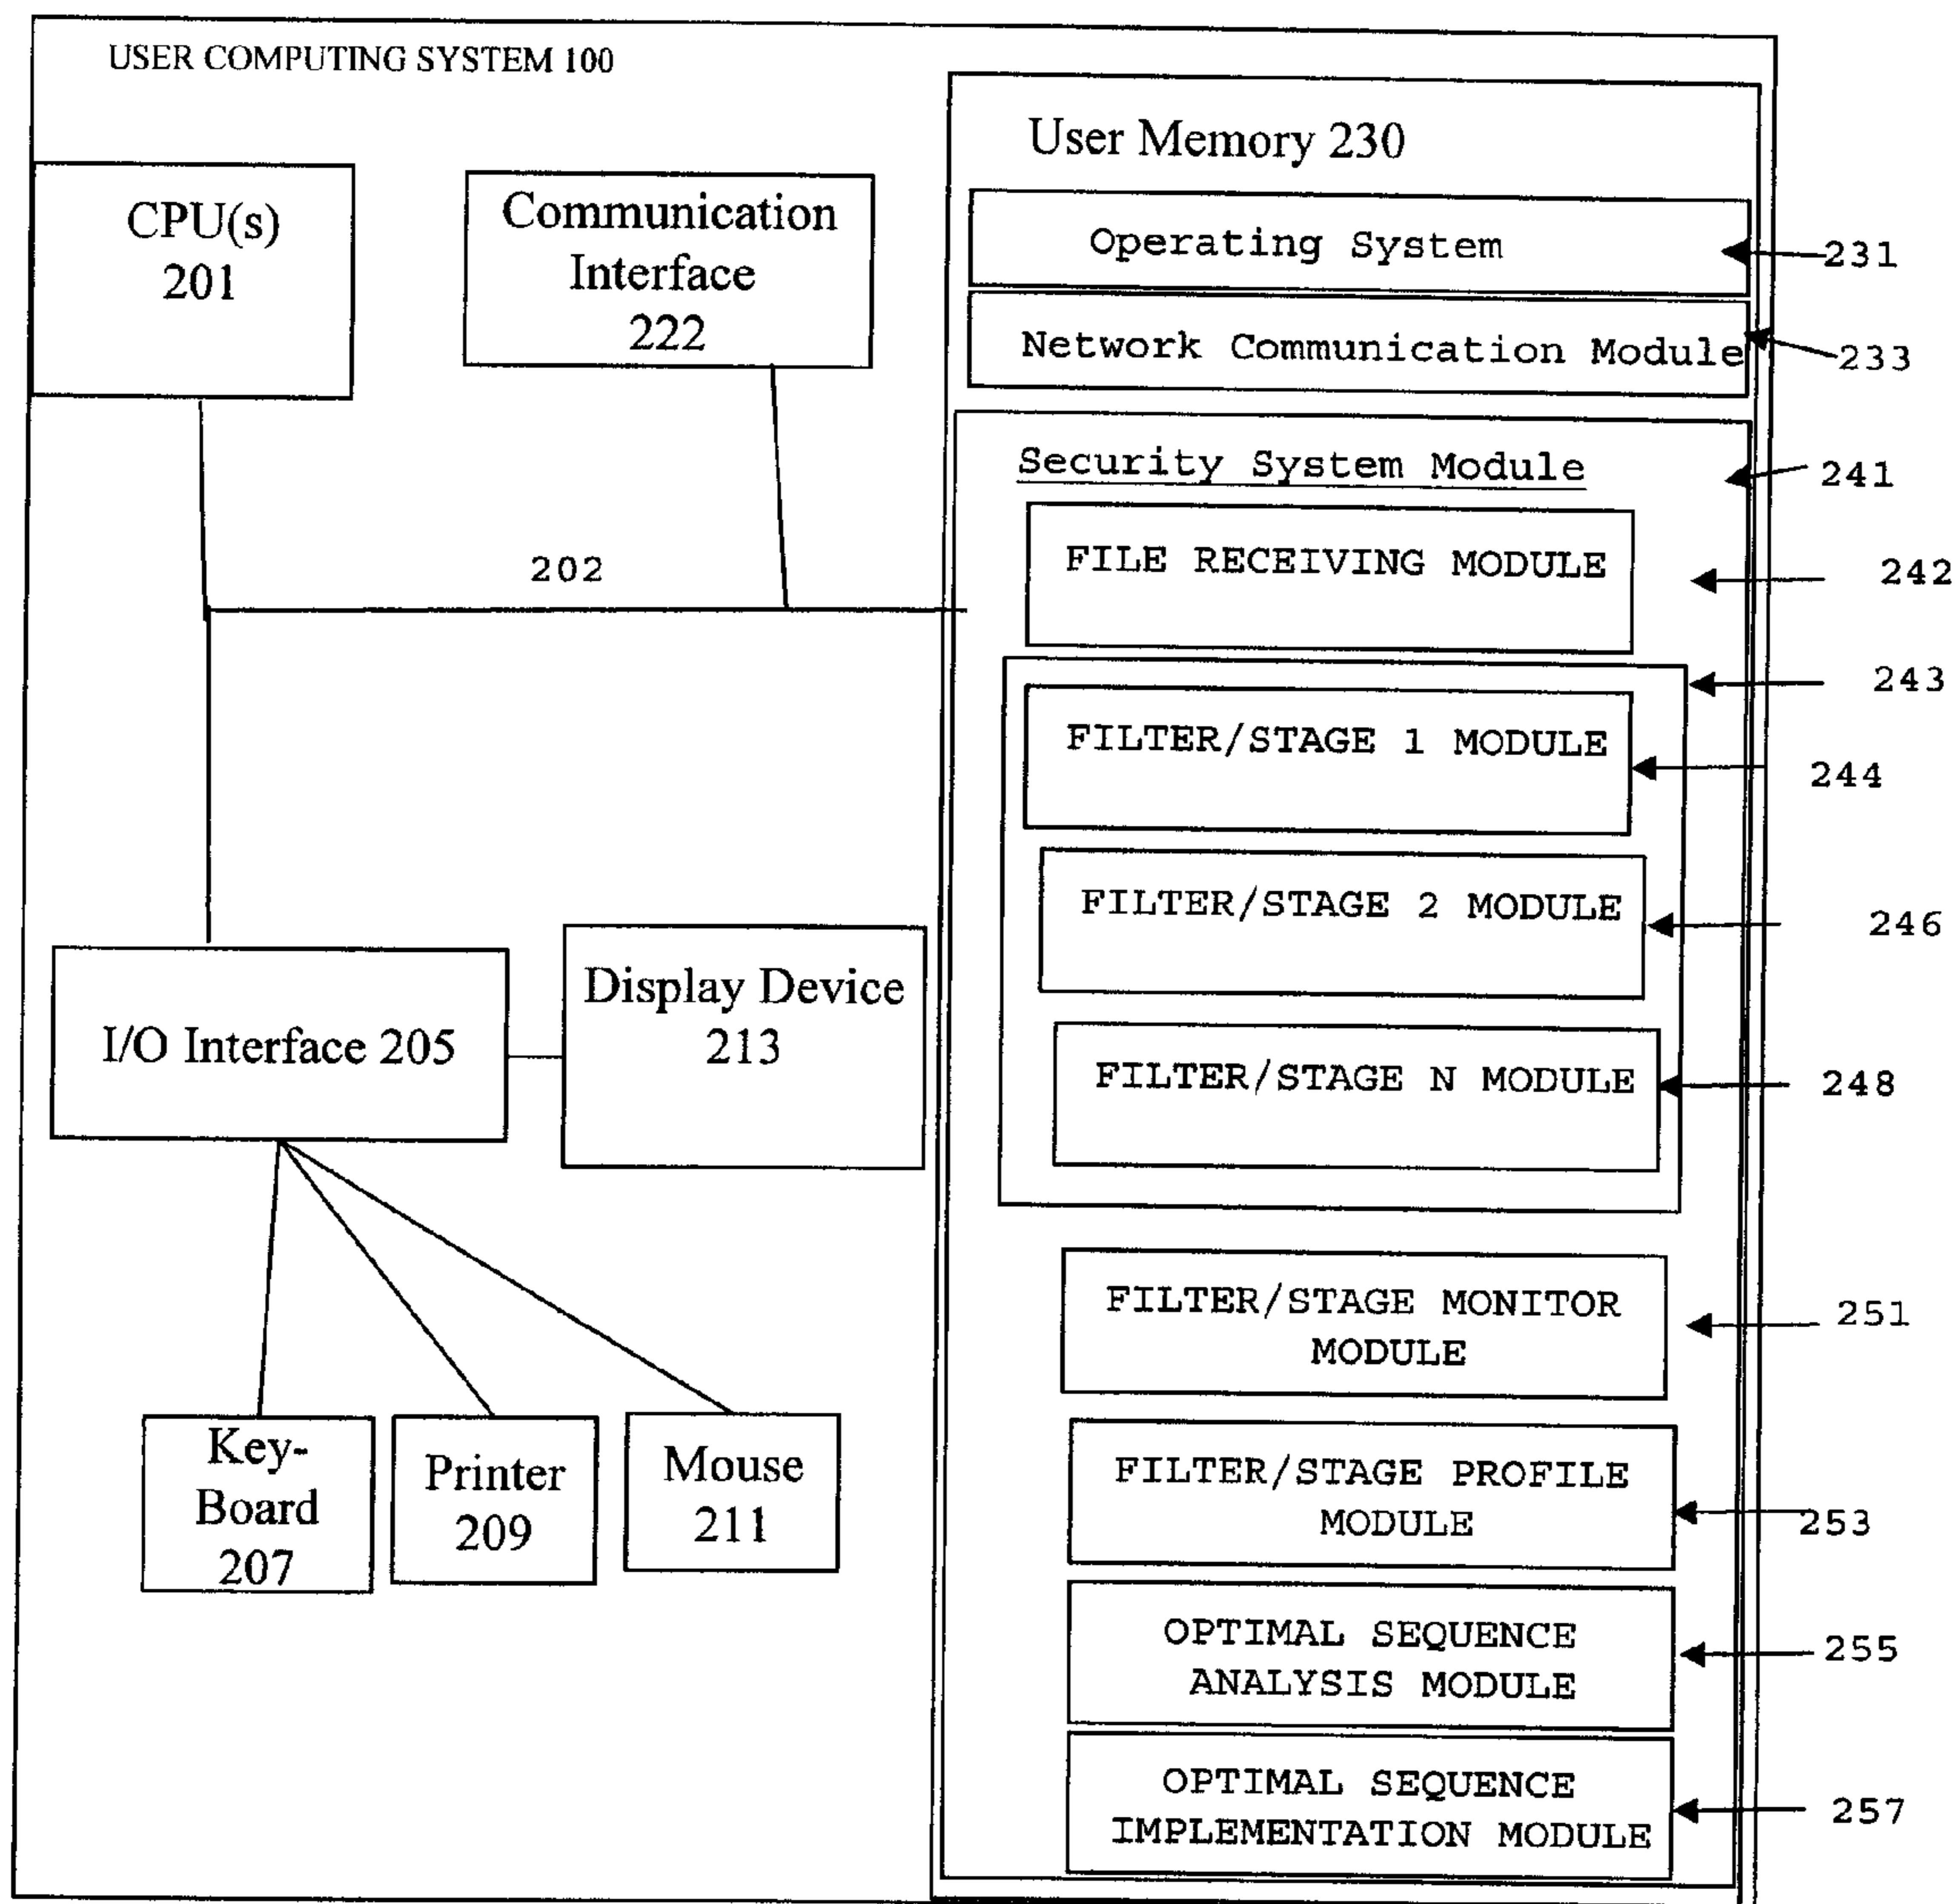 USER COMPUTING SYSTEM 100
CPU(s)
201
Communication
Interface
222
202
I/O Interface 205
Display Device
213
Key-
Board
207
Printer
209
Mouse
211
User Memory 230
Operating System
231
Network Communication Module
233
Security System Module
241
FILE RECEIVING MODULE
242
243
FILTER/STAGE 1 MODULE
244
FILTER/STAGE 2 MODULE
246
FILTER/STAGE N MODULE
248
FILTER/STAGE MONITOR
MODULE
251
FILTER/STAGE PROFILE
MODULE
253
OPTIMAL SEQUENCE
ANALYSIS MODULE
255
OPTIMAL SEQUENCE
IMPLEMENTATION MODULE
257